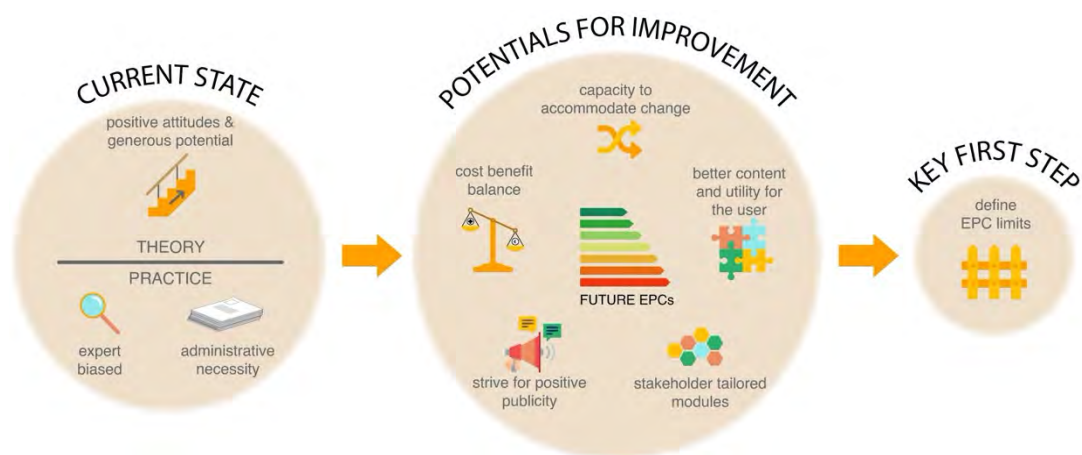 CURRENT STATE
positive attitudes &
generous potential
THEORY
PRACTICE
expert
biased
administrative
necessity
POTENTIALS FOR IMPROVEMENT
capacity to
accommodate change
cost benefit
balance
better content
and utility for
the user
FUTURE EPCs
strive for positive
publicity
stakeholder tailored
modules
KEY FIRST STEP
define
EPC limits